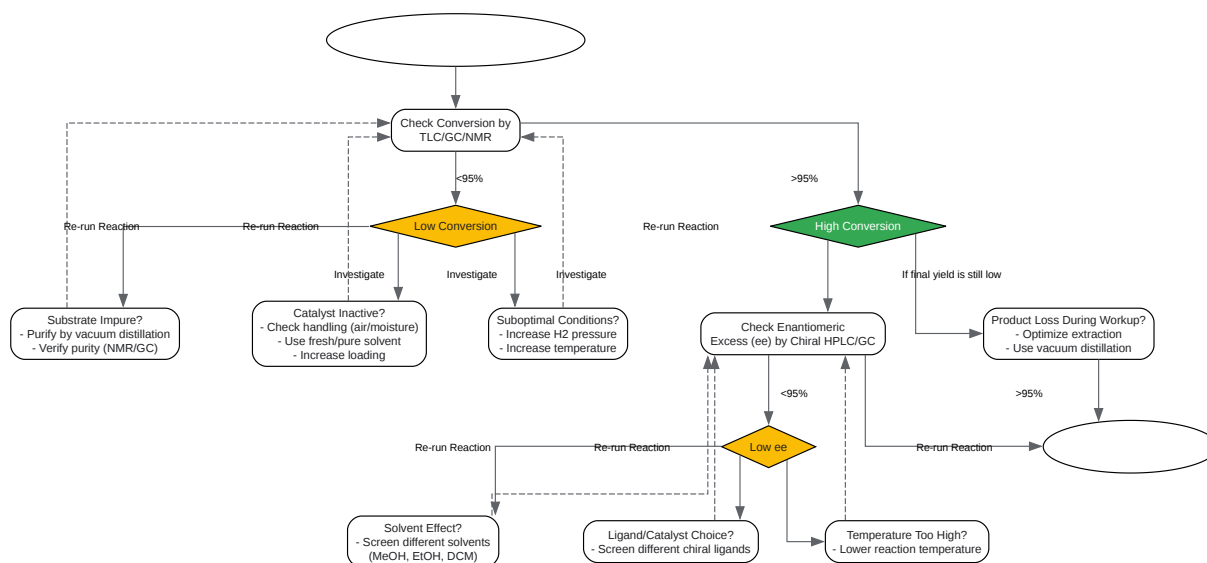 Check Conversion by
TLC/GC/NMR
<95%
>95%
Re-run Reaction
Re-run Reaction
Low Conversion
Re-run Reaction
High Conversion
Investigate
Investigate
Investigate
If final yield is still low
Substrate Impure?
- Purify by vacuum distillation
- Verify purity (NMR/GC)
Catalyst Inactive?
- Check handling (air/moisture)
- Use fresh/pure solvent
- Increase loading
Suboptimal Conditions?
- Increase H2 pressure
- Increase temperature
Check Enantiomeric
Excess (ee) by Chiral HPLC/GC
Product Loss During Workup?
- Optimize extraction
- Use vacuum distillation
<95%
>95%
Re-run Reaction
Re-run Reaction
Low ee
Re-run Reaction
Solvent Effect?
- Screen different solvents
(MeOH, EtOH, DCM)
Ligand/Catalyst Choice?
- Screen different chiral ligands
Temperature Too High?
- Lower reaction temperature